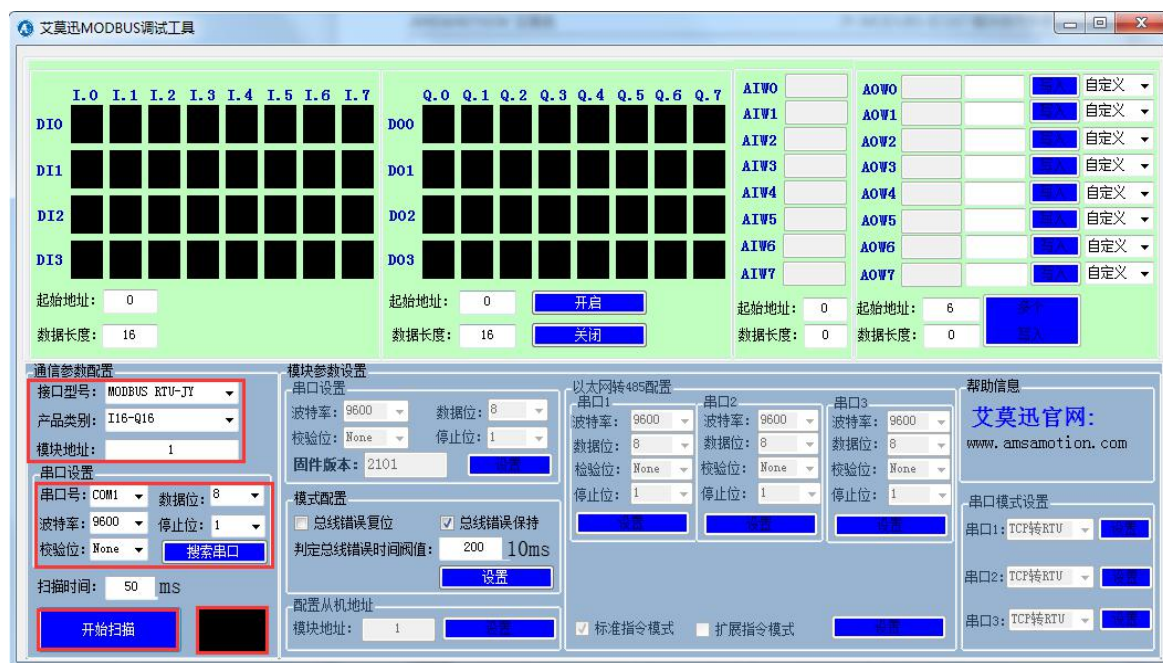 艾莫迅MODBUS调试工具
I.0 I.1 I.2 I.3 I.4 I.5 I.6 I.7
DI0
DI1
DI2
DI3
起始地址: 0
数据长度: 16
Q.0 Q.1 Q.2 Q.3 Q.4 Q.5 Q.6 Q.7
DO0
DO1
DO2
DO3
起始地址: 0 开启
数据长度: 16 关闭
AIW0
AIW1
AIW2
AIW3
AIW4
AIW5
AIW6
AIW7
起始地址: 0
数据长度: 0
AOW0 写入 自定义
AOW1 写入 自定义
AOW2 写入 自定义
AOW3 写入 自定义
AOW4 写入 自定义
AOW5 写入 自定义
AOW6 写入 自定义
AOW7 写入 自定义
起始地址: 6
数据长度: 0
写入
通信参数配置
接口型号: MODBUS RTU-JY
产品类别: I16-Q16
模块地址: 1
串口设置
串口号: COM1 数据位: 8
波特率: 9600 停止位: 1
校验位: None 搜索串口
扫描时间: 50 ms
开始扫描
模块参数设置
串口设置
波特率: 9600 数据位: 8
校验位: None 停止位: 1
固件版本: 2101 设置
模式配置
总线错误复位 总线错误保持
判定总线错误时间阀值: 200 10ms
设置
配置从机地址
模块地址: 1 设置
以太网转485配置
串口1
波特率: 9600
数据位: 8
检验位: None
停止位: 1
设置
串口2
波特率: 9600
数据位: 8
校验位: None
停止位: 1
设置
串口3
波特率: 9600
数据位: 8
校验位: None
停止位: 1
设置
标准指令模式 扩展指令模式 设置
帮助信息
艾莫迅官网:
www.amsamotion.com
串口模式设置
串口1: TCP转RTU 设置
串口2: TCP转RTU 设置
串口3: TCP转RTU 设置